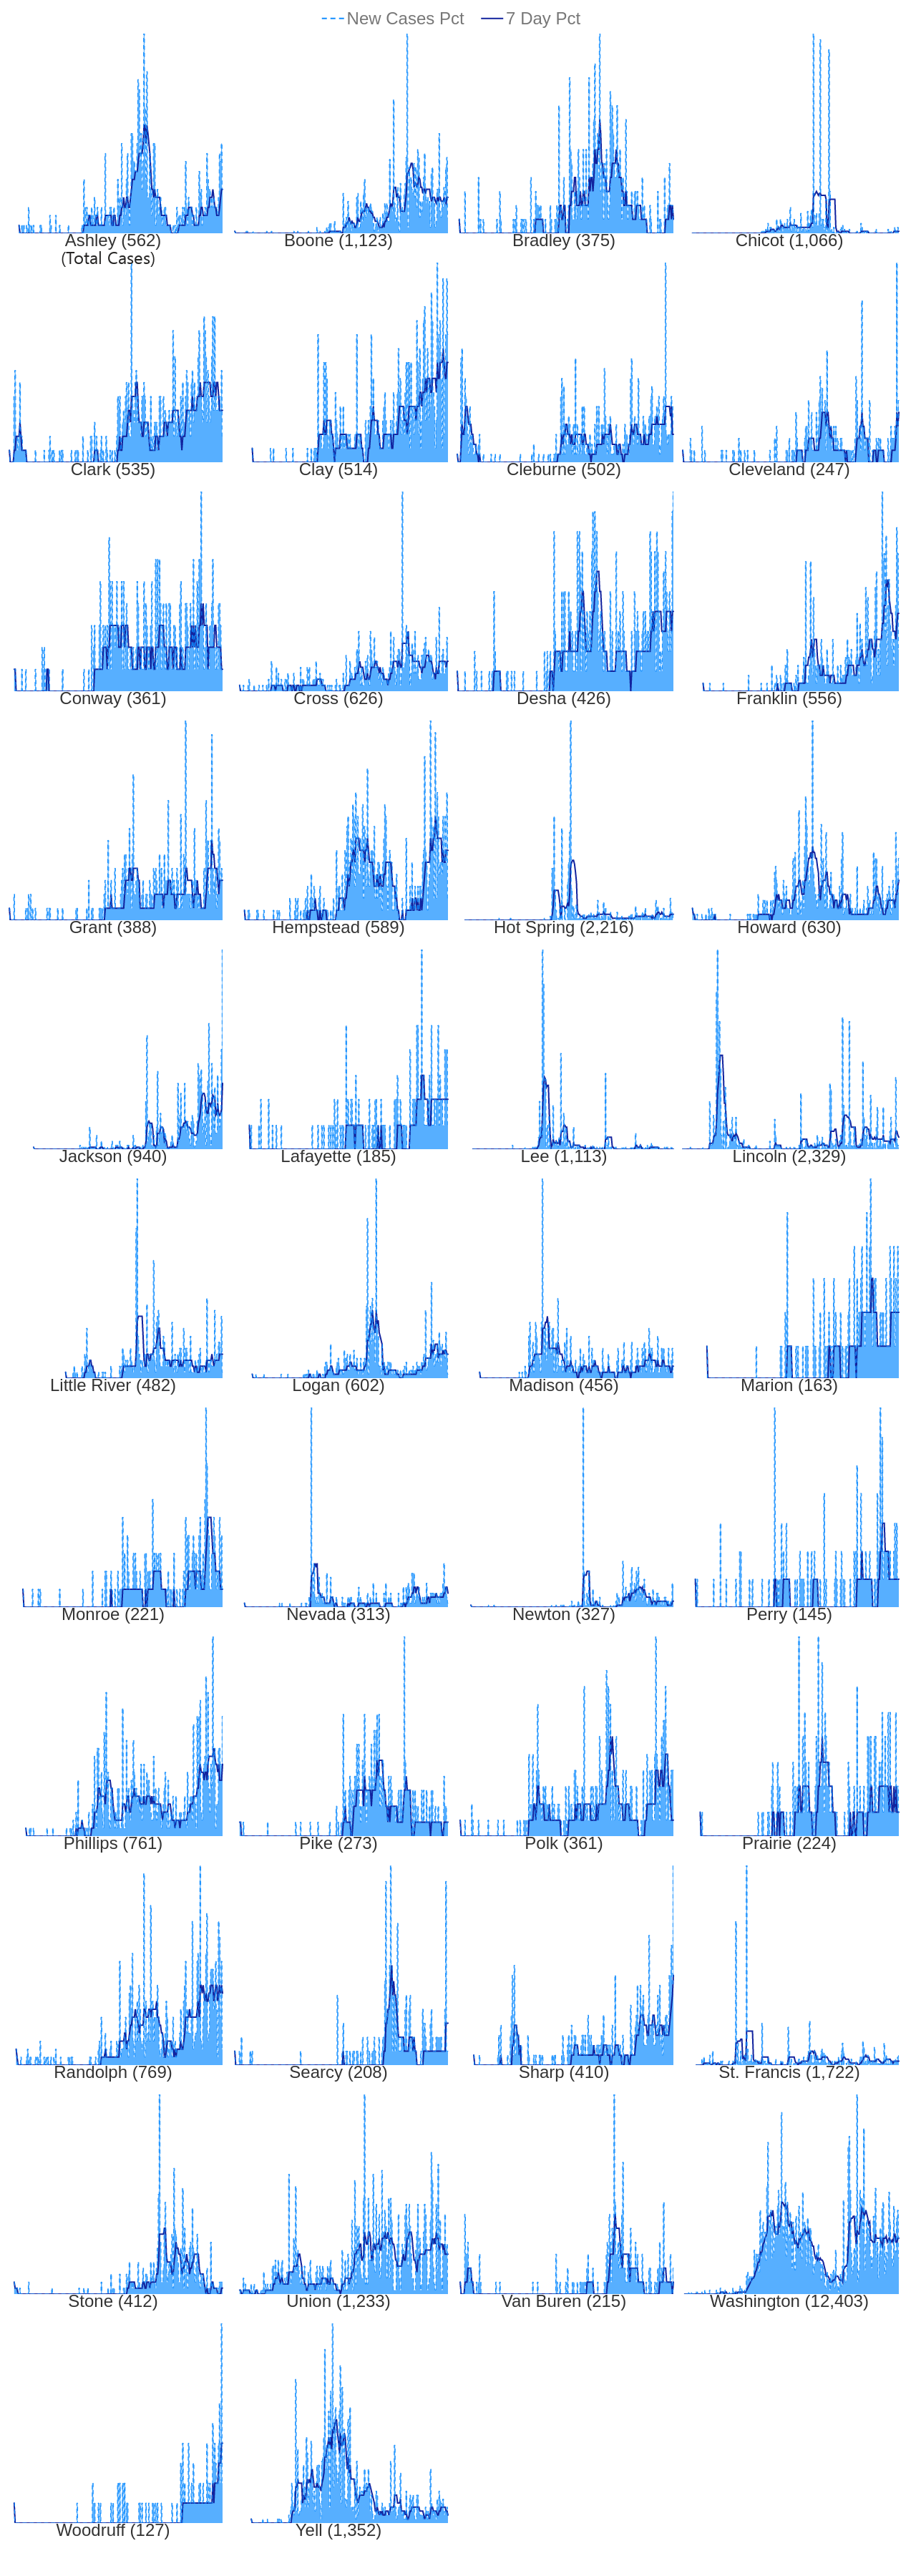 New Cases Pct 7 Day Pct
Ashley (562) Boone (1,123) Bradley (375) Chicot (1,066)
(Total Cases)
Clark (535) Clay (514) Cleburne (502) Cleveland (247)
Conway (361) Cross (626) Desha (426) Franklin (556)
Grant (388) Hempstead (589) Hot Spring (2,216) Howard (630)
Jackson (940) Lafayette (185) Lee (1,113) Lincoln (2,329)
Little River (482) Logan (602) Madison (456) Marion (163)
Monroe (221) Nevada (313) Newton (327) Perry (145)
Phillips (761) Pike (273) Polk (361) Prairie (224)
Randolph (769) Searcy (208) Sharp (410) St. Francis (1,722)
Stone (412) Union (1,233) Van Buren (215) Washington (12,403)
Woodruff (127) Yell (1,352)